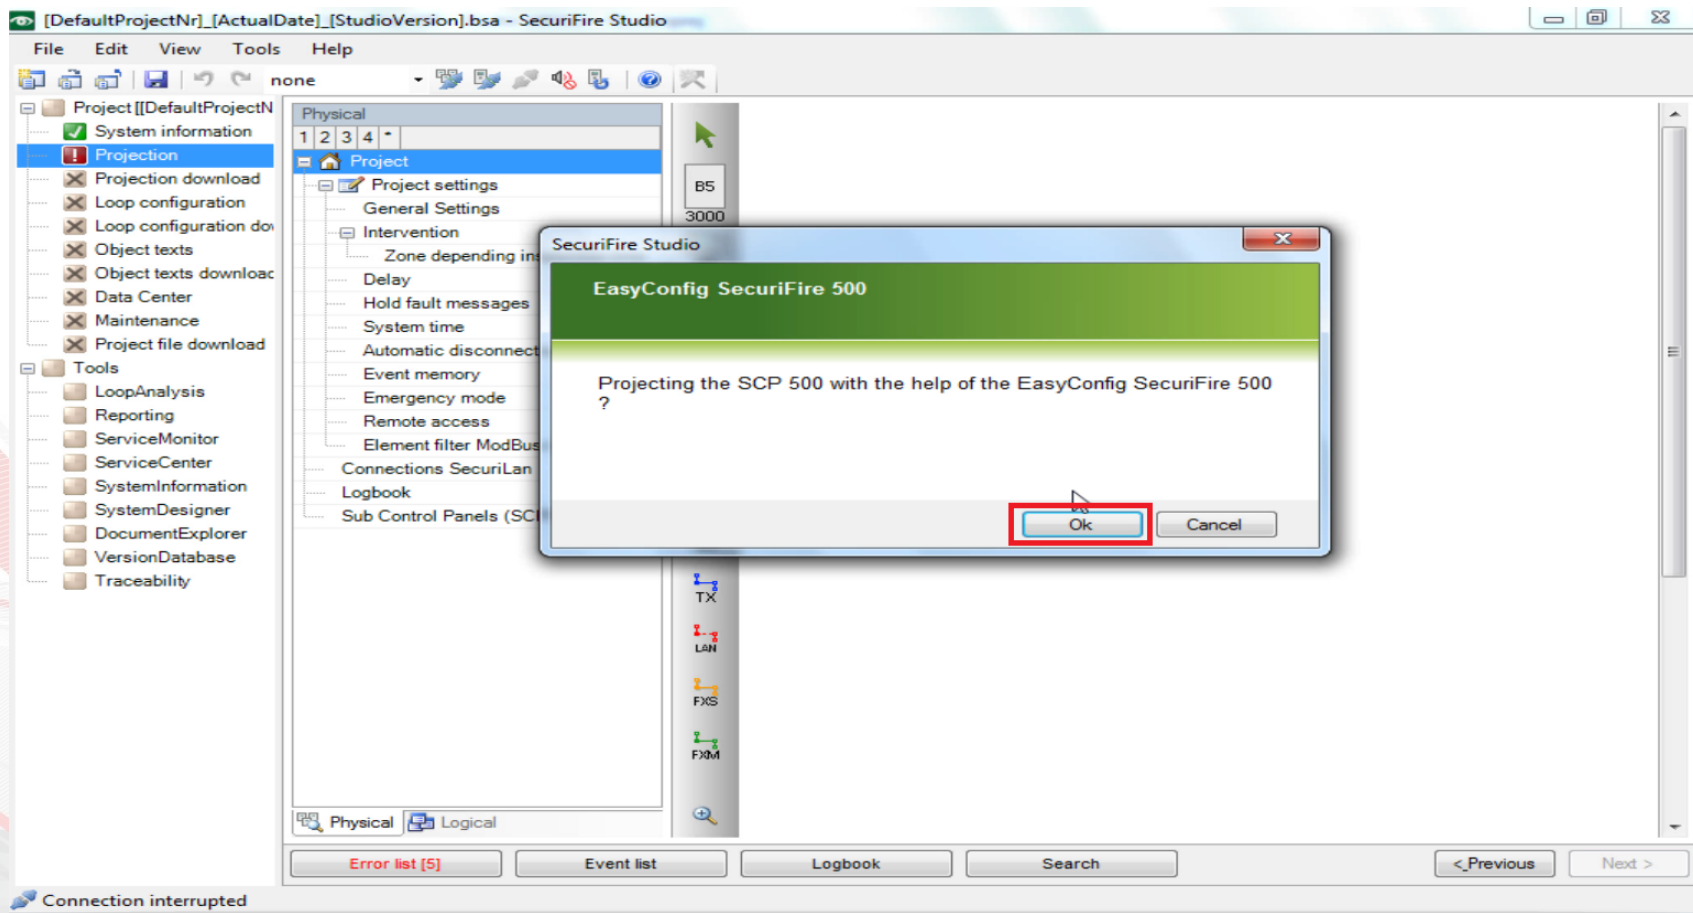 [DefaultProjectNr]_[ActualDate]_[StudioVersion].bsa - SecuriFire Studio
File Edit View Tools Help
none
Project [[DefaultProjectN
System information
Projection
Projection download
Loop configuration
Loop configuration dov
Object texts
Object texts downloac
Data Center
Maintenance
Project file download
Tools
LoopAnalysis
Reporting
ServiceMonitor
ServiceCenter
SystemInformation
SystemDesigner
DocumentExplorer
VersionDatabase
Traceability
Physical
1 2 3 4 *
Project
Project settings
General Settings
Intervention
Zone depending ins
Delay
Hold fault messages
System time
Automatic disconnect
Event memory
Emergency mode
Remote access
Element filter ModBus
Connections SecuriLan
Logbook
Sub Control Panels (SC
Physical Logical
B5
3000
TX
LAN
FXS
FXM
SecuriFire Studio
EasyConfig SecuriFire 500
Projecting the SCP 500 with the help of the EasyConfig SecuriFire 500
?
Ok Cancel
Error list [5] Event list Logbook Search < Previous Next >
Connection interrupted